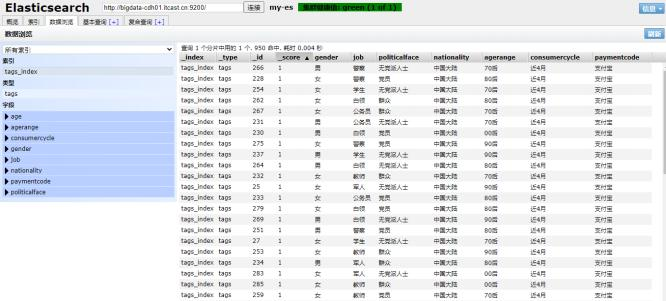 Elasticsearch http://bigdata-cdh01.itcast.cn:9200/ 连接 my-es 集群健康值: green (1 of 1) 信息
概览 索引 数据浏览 基本查询 [+] 复合查询 [+]
数据浏览 刷新
所有索引
索引
tags_index
类型
tags
字段
age
agerange
consumercycle
gender
job
nationality
paymentcode
politicalface
查询 1 个分片中用的 1 个. 950 命中. 耗时 0.004 秒
_index _type _id _score ▲ gender job politicalface nationality agerange consumercycle paymentcode
tags_index tags 266 1 男 警察 无党派人士 中国大陆 70后 近4月 支付宝
tags_index tags 228 1 女 警察 党员 中国大陆 80后 近4月 支付宝
tags_index tags 254 1 女 学生 无党派人士 中国大陆 70后 近4月 支付宝
tags_index tags 262 1 女 白领 群众 中国大陆 80后 近4月 支付宝
tags_index tags 267 1 女 公务员 群众 中国大陆 70后 近4月 支付宝
tags_index tags 231 1 男 公务员 无党派人士 中国大陆 70后 近4月 支付宝
tags_index tags 230 1 男 白领 党员 中国大陆 00后 近4月 支付宝
tags_index tags 275 1 女 警察 党员 中国大陆 90后 近4月 支付宝
tags_index tags 237 1 男 学生 无党派人士 中国大陆 90后 近4月 支付宝
tags_index tags 264 1 男 白领 无党派人士 中国大陆 80后 近4月 支付宝
tags_index tags 232 1 女 教师 群众 中国大陆 70后 近4月 支付宝
tags_index tags 25 1 男 军人 无党派人士 中国大陆 90后 近4月 支付宝
tags_index tags 233 1 女 公务员 党员 中国大陆 80后 近4月 支付宝
tags_index tags 279 1 女 白领 党员 中国大陆 90后 近4月 支付宝
tags_index tags 269 1 男 白领 无党派人士 中国大陆 90后 近4月 支付宝
tags_index tags 251 1 男 警察 无党派人士 中国大陆 80后 近4月 支付宝
tags_index tags 27 1 女 学生 无党派人士 中国大陆 70后 近4月 支付宝
tags_index tags 253 1 女 教师 群众 中国大陆 90后 近4月 支付宝
tags_index tags 234 1 男 军人 群众 中国大陆 80后 近4月 支付宝
tags_index tags 283 1 女 军人 无党派人士 中国大陆 00后 近4月 支付宝
tags_index tags 285 1 女 教师 群众 中国大陆 00后 近4月 支付宝
tags_index tags 259 1 男 教师 党员 中国大陆 70后 近4月 支付宝